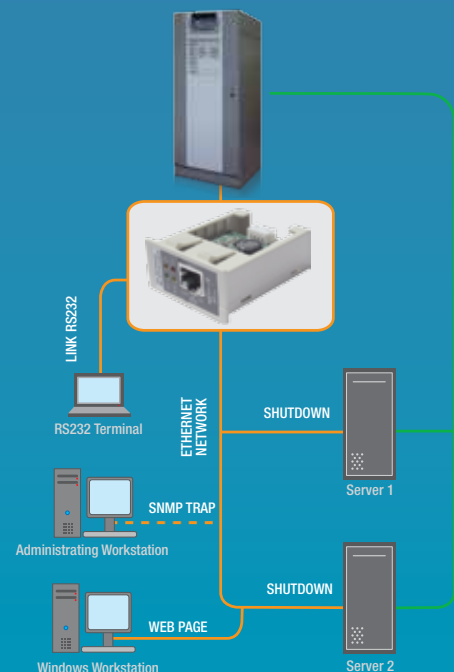 LINK RS232
RS232 Terminal
ETHERNET
NETWORK
SHUTDOWN
Server 1
SNMP TRAP
Administrating Workstation
SHUTDOWN
WEB PAGE
Server 2
Windows Workstation